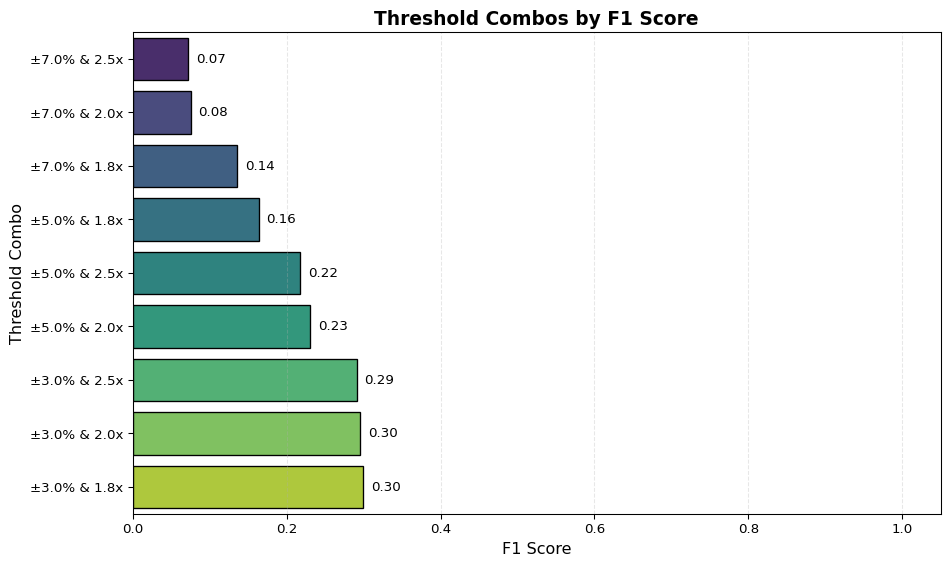 Threshold Combos by F1 Score
Threshold Combo
±7.0% & 2.5x 0.07
±7.0% & 2.0x 0.08
±7.0% & 1.8x 0.14
±5.0% & 1.8x 0.16
±5.0% & 2.5x 0.22
±5.0% & 2.0x 0.23
±3.0% & 2.5x 0.29
±3.0% & 2.0x 0.30
±3.0% & 1.8x 0.30
0.0 0.2 0.4 0.6 0.8 1.0
F1 Score